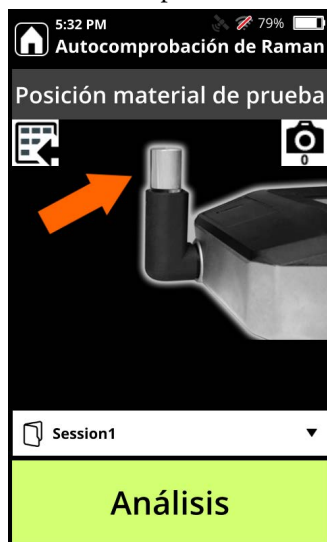 5:32 PM 79%
Autocomprobación de Raman
Posición material de prueba
0
Session1
Análisis